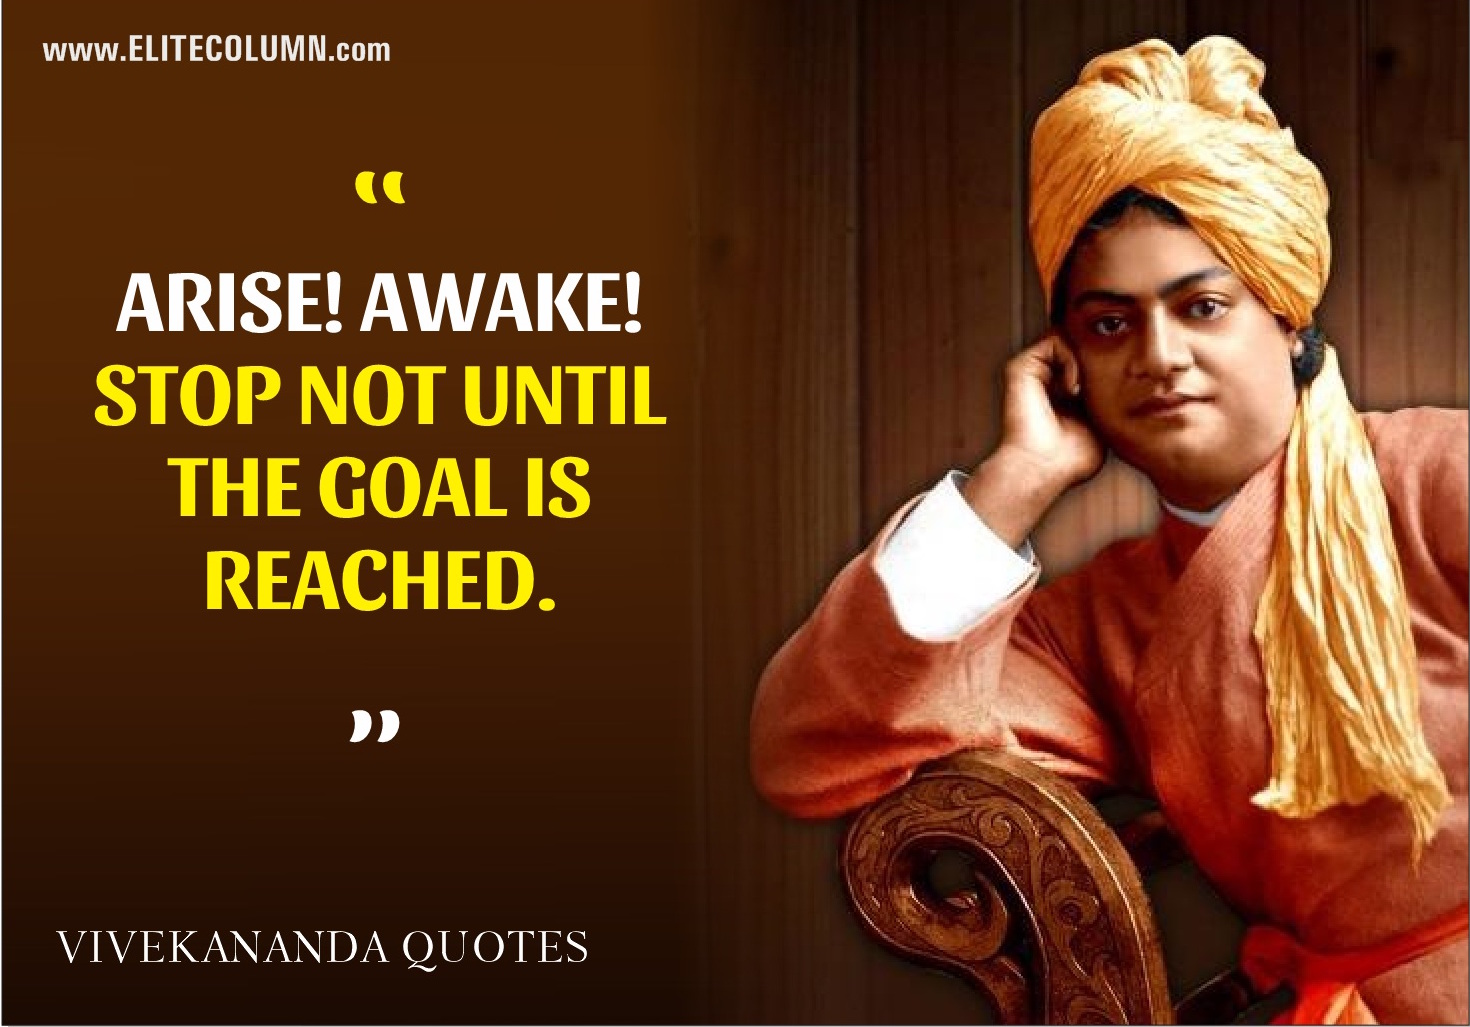 www.ELITECOLUMN.com
“
ARISE! AWAKE!
STOP NOT UNTIL
THE GOAL IS
REACHED.
”
VIVEKANANDA QUOTES